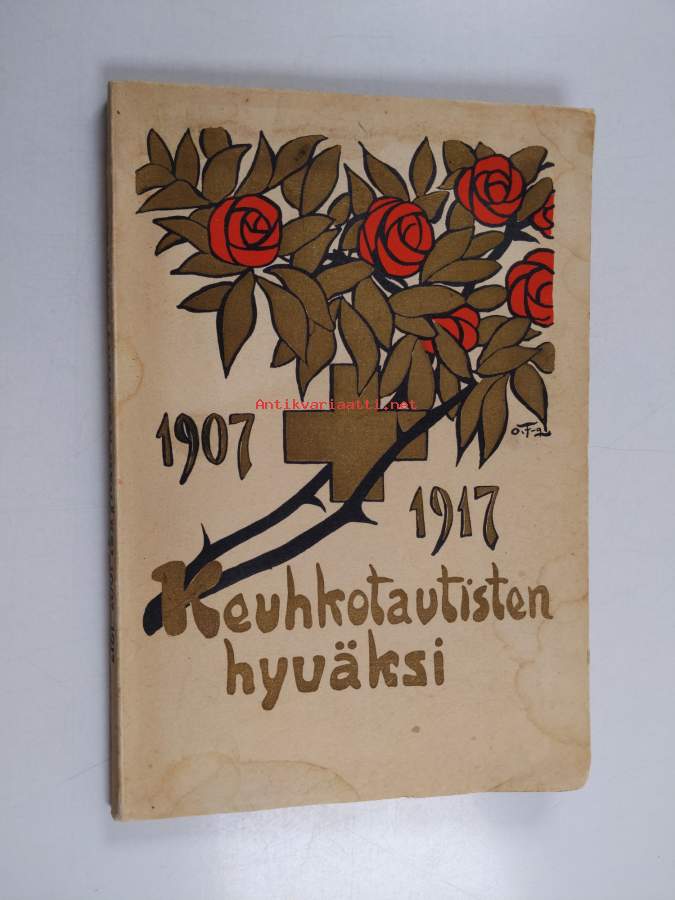 Antikvariaatti.net
1907
1917
Keuhkotautisten
hyväksi